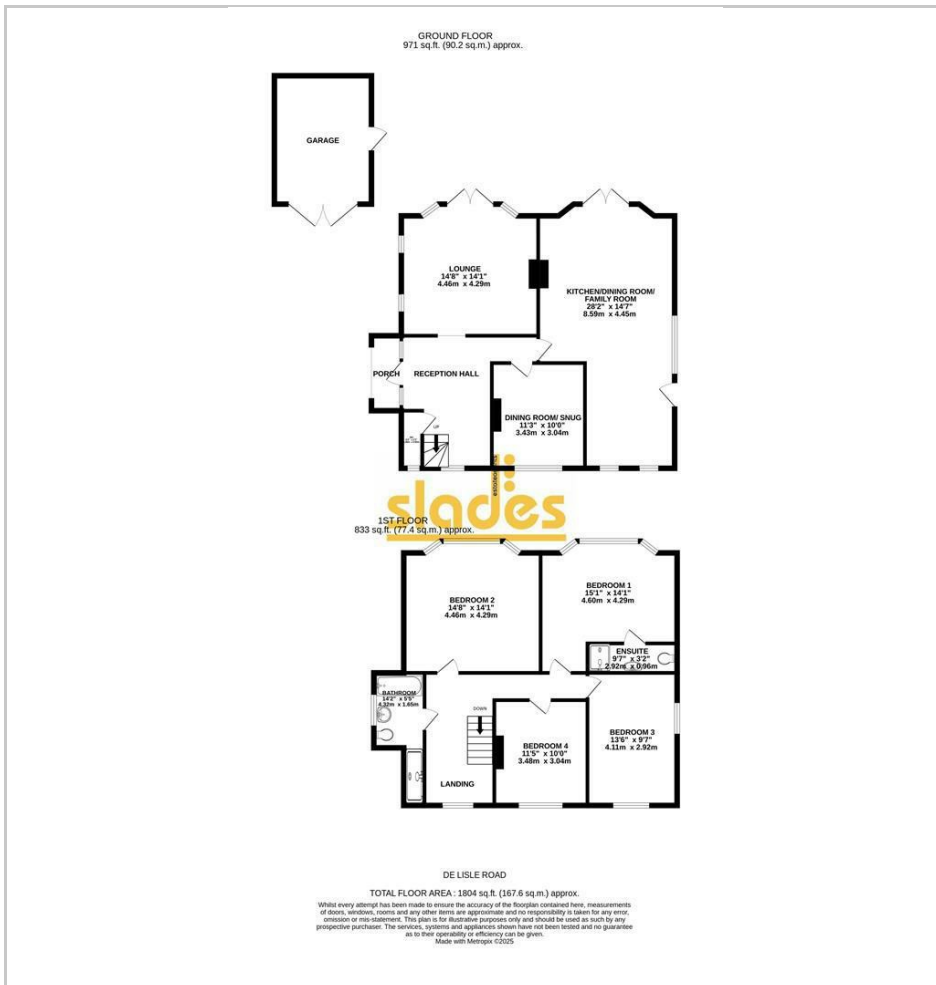 GROUND FLOOR
971 sq.ft. (90.2 sq.m.) approx.
GARAGE
LOUNGE
14'8" x 14'1"
4.46m x 4.29m
KITCHEN/DINING ROOM/
FAMILY ROOM
28'2" x 14'7"
8.59m x 4.45m
PORCH
RECEPTION HALL
UP
DINING ROOM/ SNUG
11'3" x 10'0"
3.43m x 3.04m
slades
1ST FLOOR
833 sq.ft. (77.4 sq.m.) approx.
BEDROOM 2
14'8" x 14'1"
4.46m x 4.29m
BEDROOM 1
15'1" x 14'1"
4.60m x 4.29m
ENSUITE
9'7" x 3'2"
2.92m x 0.96m
BATHROOM
14'2" x 5'5"
4.32m x 1.65m
DOWN
BEDROOM 4
11'5" x 10'0"
3.48m x 3.04m
BEDROOM 3
13'6" x 9'7"
4.11m x 2.92m
LANDING
DE LISLE ROAD
TOTAL FLOOR AREA : 1804 sq.ft. (167.6 sq.m.) approx.
Whilst every attempt has been made to ensure the accuracy of the floorplan contained here, measurements
of doors, windows, rooms and any other items are approximate and no responsibility is taken for any error,
omission or mis-statement. This plan is for illustrative purposes only and should be used as such by any
prospective purchaser. The services, systems and appliances shown have not been tested and no guarantee
as to their operability or efficiency can be given.
Made with Metropix ©2025